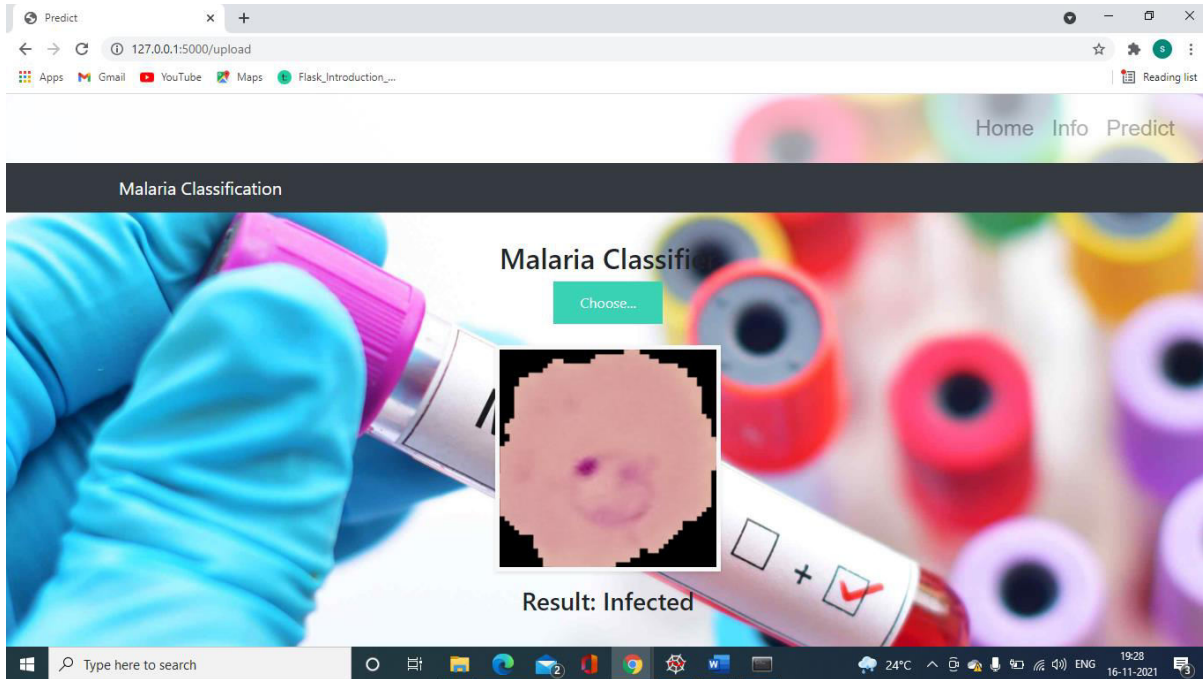 Predict
127.0.0.1:5000/upload
Apps Gmail YouTube Maps Flask_Introduction_... Reading list
Home Info Predict
Malaria Classification
Malaria Classifier
Choose...
+
Result: Infected
Type here to search
24°C ENG
19:28
16-11-2021